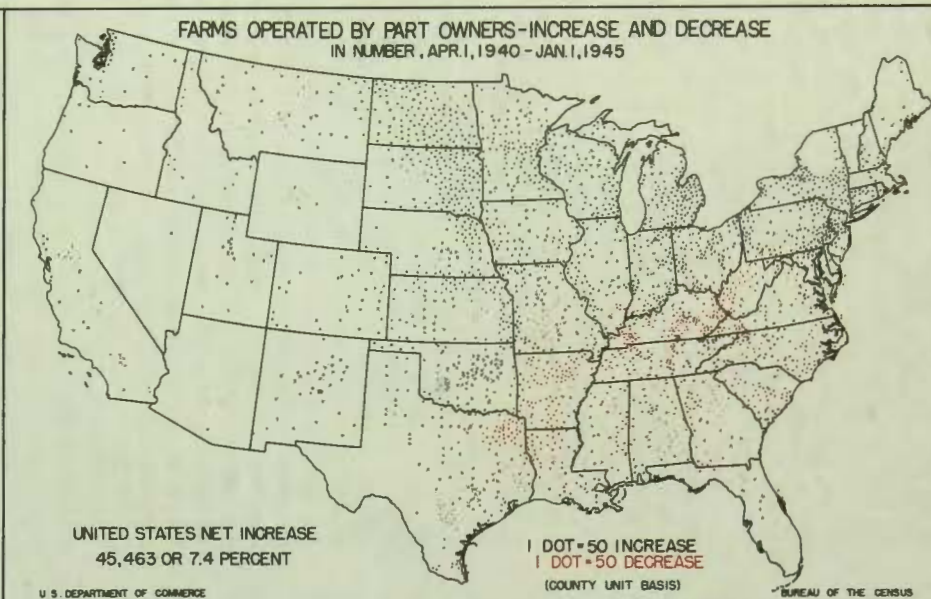 FARMS OPERATED BY PART OWNERS-INCREASE AND DECREASE
IN NUMBER, APR.1,1940-JAN.1,1945
UNITED STATES NET INCREASE
45,463 OR 7.4 PERCENT
1 DOT=50 INCREASE
1 DOT=50 DECREASE
(COUNTY UNIT BASIS)
U S. DEPARTMENT OF COMMERCE
BUREAU OF THE CENSUS